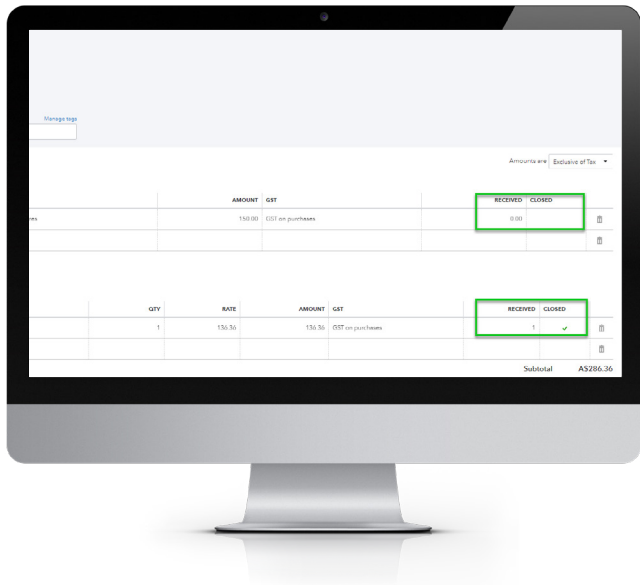 Manage tags
Amounts are Exclusive of Tax
AMOUNT GST RECEIVED CLOSED
150.00 GST on purchases 0.00
QTY RATE AMOUNT GST RECEIVED CLOSED
1 136.36 136.36 GST on purchases 1
Subtotal A$286.36